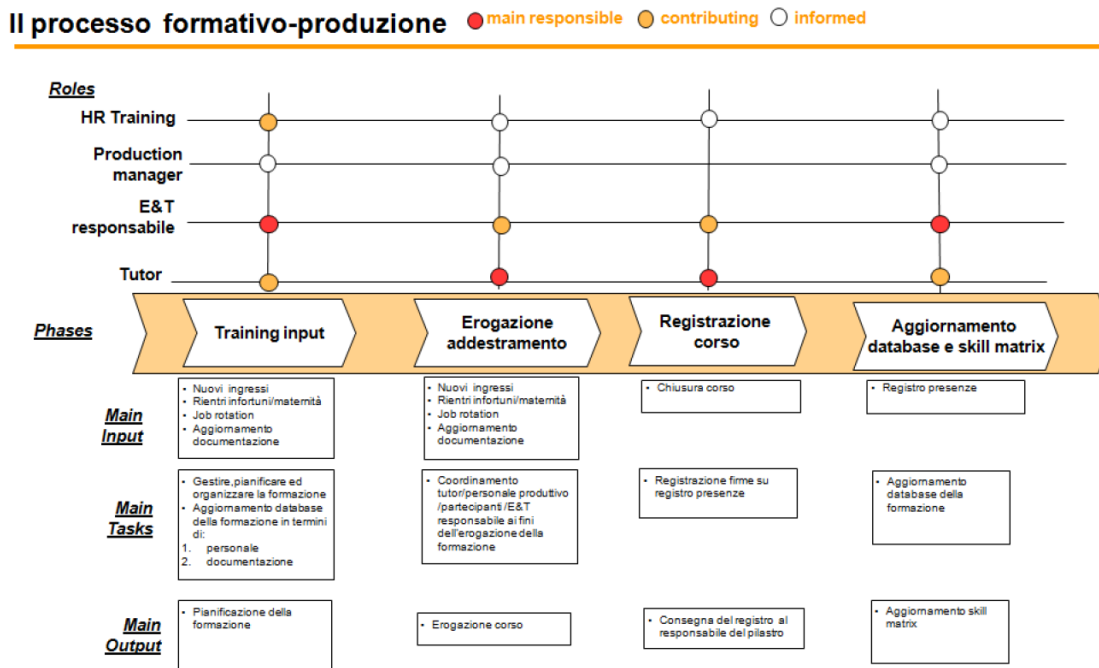 Il processo formativo-produzione
main responsible
contributing
informed
Roles
HR Training
Production
manager
E&T
responsabile
Tutor
Phases
Training input
Erogazione
addestramento
Registrazione
corso
Aggiornamento
database e skill matrix
Main
Input
• Nuovi ingressi
• Rientri infortuni/maternità
• Job rotation
• Aggiornamento
documentazione
• Nuovi ingressi
• Rientri infortuni/maternità
• Job rotation
• Aggiornamento
documentazione
• Chiusura corso
• Registro presenze
Main
Tasks
• Gestire,pianificare ed
organizzare la formazione
• Aggiornamento database
della formazione in termini
di:
1. personale
2. documentazione
• Coordinamento
tutor/personale produttivo
/partecipanti/E&T
responsabile ai fini
dell'erogazione della
formazione
• Registrazione firme su
registro presenze
• Aggiornamento
database della
formazione
Main
Output
• Pianificazione della
formazione
• Erogazione corso
• Consegna del registro al
responsabile del pilastro
• Aggiornamento skill
matrix